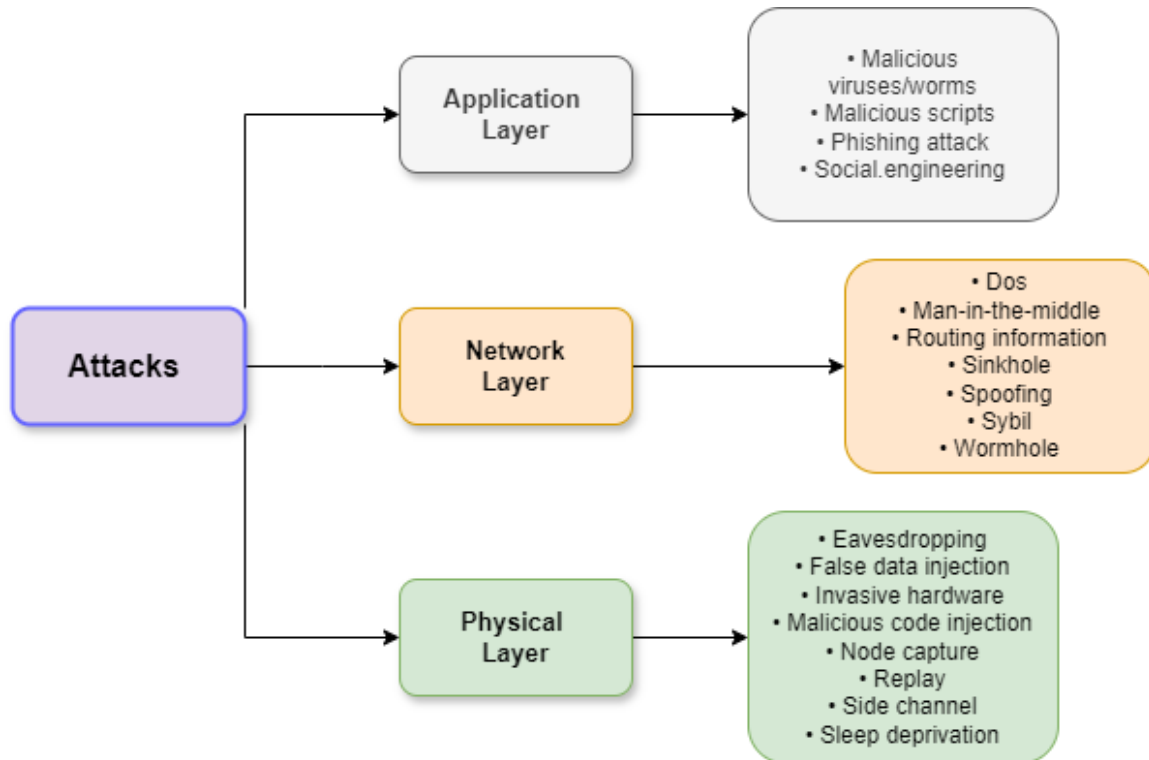 Application
Layer
• Malicious
viruses/worms
• Malicious scripts
• Phishing attack
• Social.engineering
Attacks
Network
Layer
• Dos
• Man-in-the-middle
• Routing information
• Sinkhole
• Spoofing
• Sybil
• Wormhole
Physical
Layer
• Eavesdropping
• False data injection
• Invasive hardware
• Malicious code injection
• Node capture
• Replay
• Side channel
• Sleep deprivation